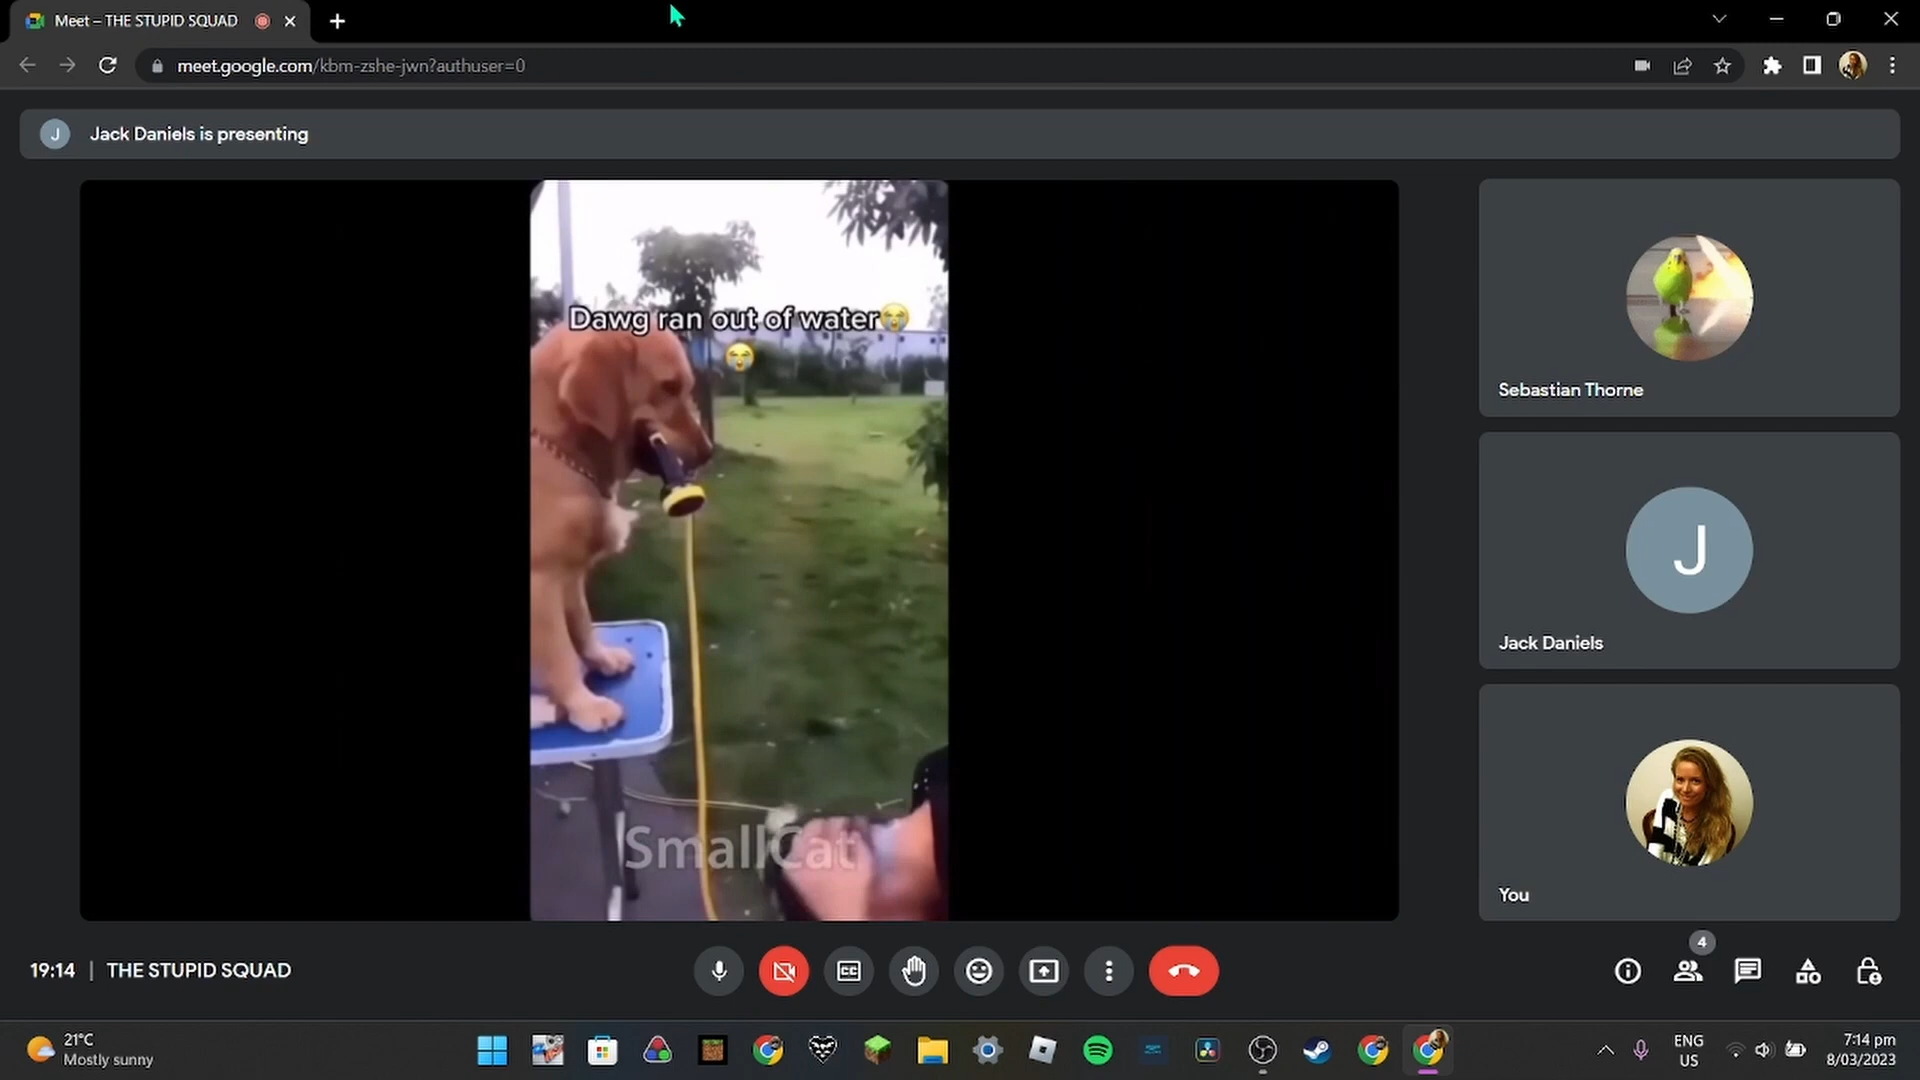 Meet – THE STUPID SQUAD
meet.google.com/kbm-zshe-jwn?authuser=0
J
Jack Daniels is presenting
Dawg ran out of water😭
😭
SmallCat
Sebastian Thorne
J
Jack Daniels
You
19:14 | THE STUPID SQUAD
CC
4
21°C
Mostly sunny
ENG
US
7:14 pm
8/03/2023